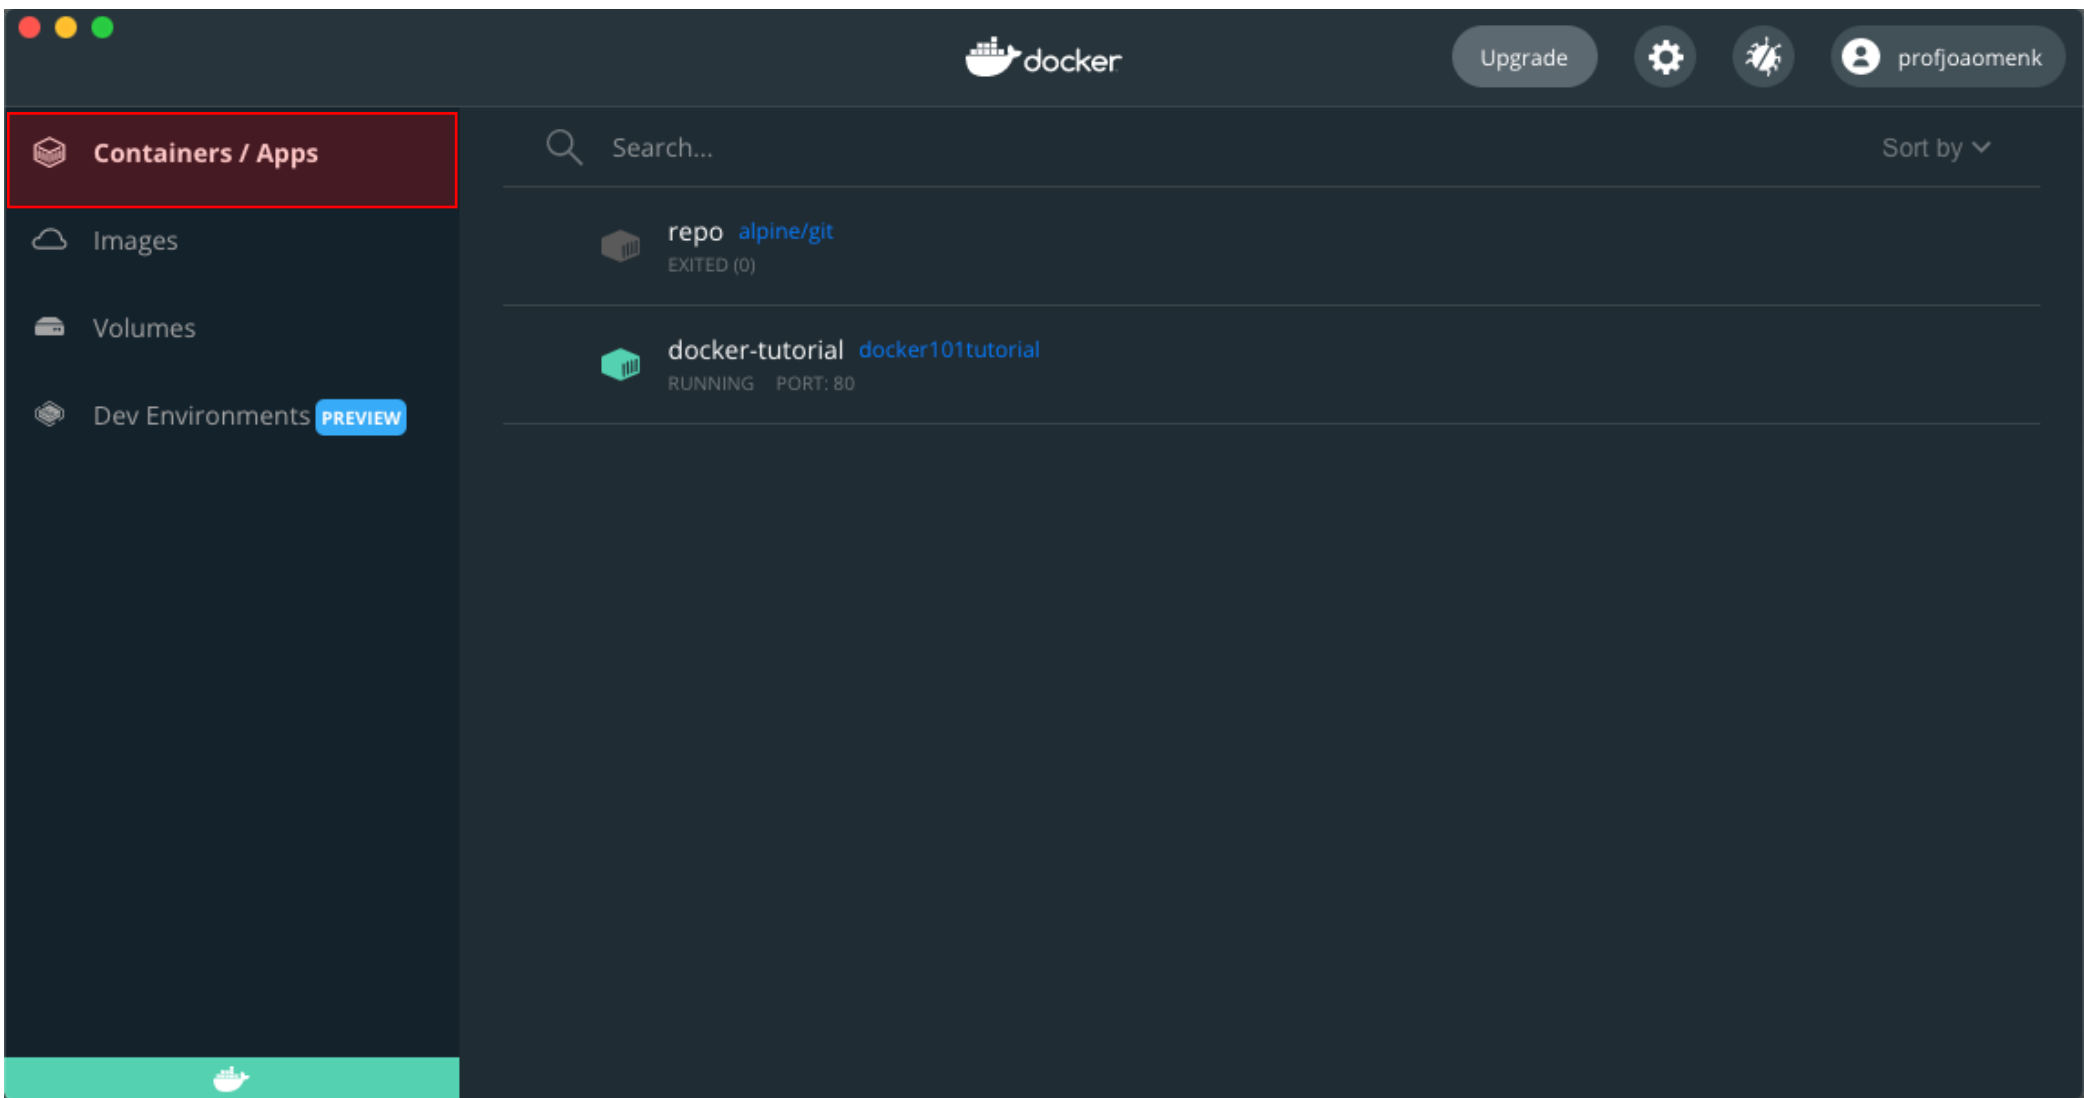 docker
Upgrade
profjoaomenk
Containers / Apps
Images
Volumes
Dev Environments PREVIEW
Search...
Sort by
repo alpine/git
EXITED (0)
docker-tutorial docker101tutorial
RUNNING PORT: 80